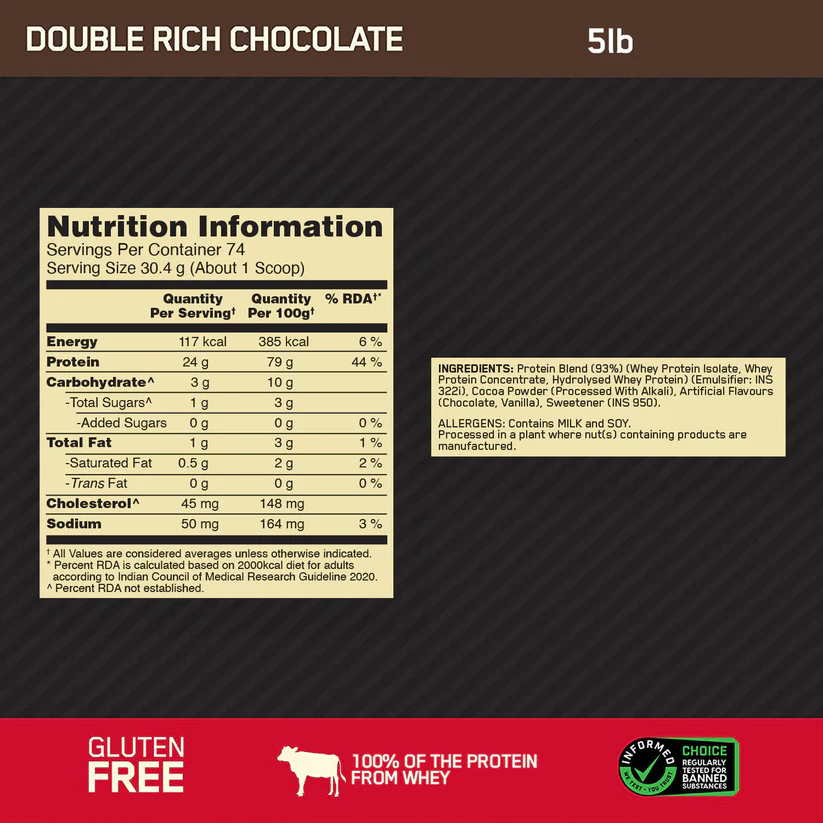 DOUBLE RICH CHOCOLATE
5lb
Nutrition Information
Servings Per Container 74
Serving Size 30.4 g (About 1 Scoop)
Quantity Per Serving† Quantity Per 100g† % RDA†*
Energy 117 kcal 385 kcal 6 %
Protein 24 g 79 g 44 %
Carbohydrate^ 3 g 10 g
-Total Sugars^ 1 g 3 g
-Added Sugars 0 g 0 g 0 %
Total Fat 1 g 3 g 1 %
-Saturated Fat 0.5 g 2 g 2 %
-Trans Fat 0 g 0 g 0 %
Cholesterol^ 45 mg 148 mg
Sodium 50 mg 164 mg 3 %
† All Values are considered averages unless otherwise indicated.
* Percent RDA is calculated based on 2000kcal diet for adults
according to Indian Council of Medical Research Guideline 2020.
^ Percent RDA not established.
INGREDIENTS: Protein Blend (93%) (Whey Protein Isolate, Whey
Protein Concentrate, Hydrolysed Whey Protein) (Emulsifier: INS
322i), Cocoa Powder (Processed With Alkali), Artificial Flavours
(Chocolate, Vanilla), Sweetener (INS 950).
ALLERGENS: Contains MILK and SOY.
Processed in a plant where nut(s) containing products are
manufactured.
GLUTEN
FREE
100% OF THE PROTEIN
FROM WHEY
INFORMED
WE TEST · YOU TRUST
CHOICE
REGULARLY
TESTED FOR
BANNED
SUBSTANCES